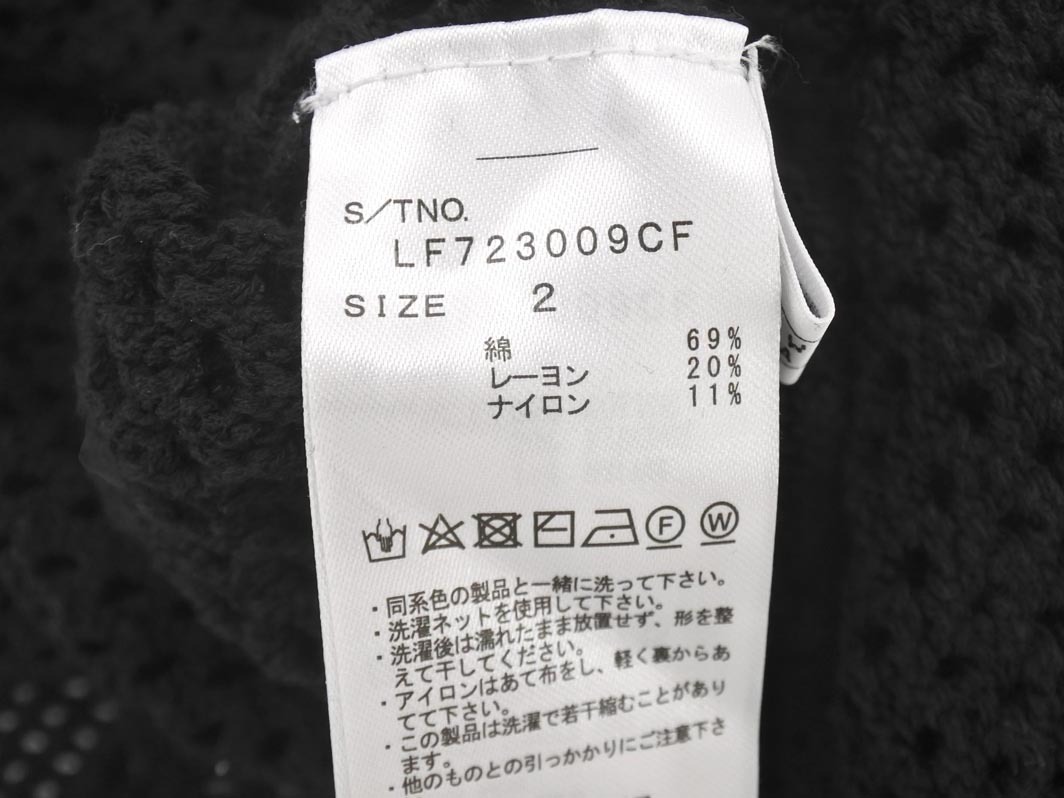 S/TNO.
LF723009CF
SIZE 2
綿 69%
レーヨン 20%
ナイロン 11%
F W
・同系色の製品と一緒に洗って下さい。
・洗濯ネットを使用して下さい。
・洗濯後は濡れたまま放置せず、形を整
えて干してください。
・アイロンはあて布をし、軽く裏からあ
てて下さい。
・この製品は洗濯で若干縮むことがあり
ます。
・他のものとの引っかかりにご注意下さ